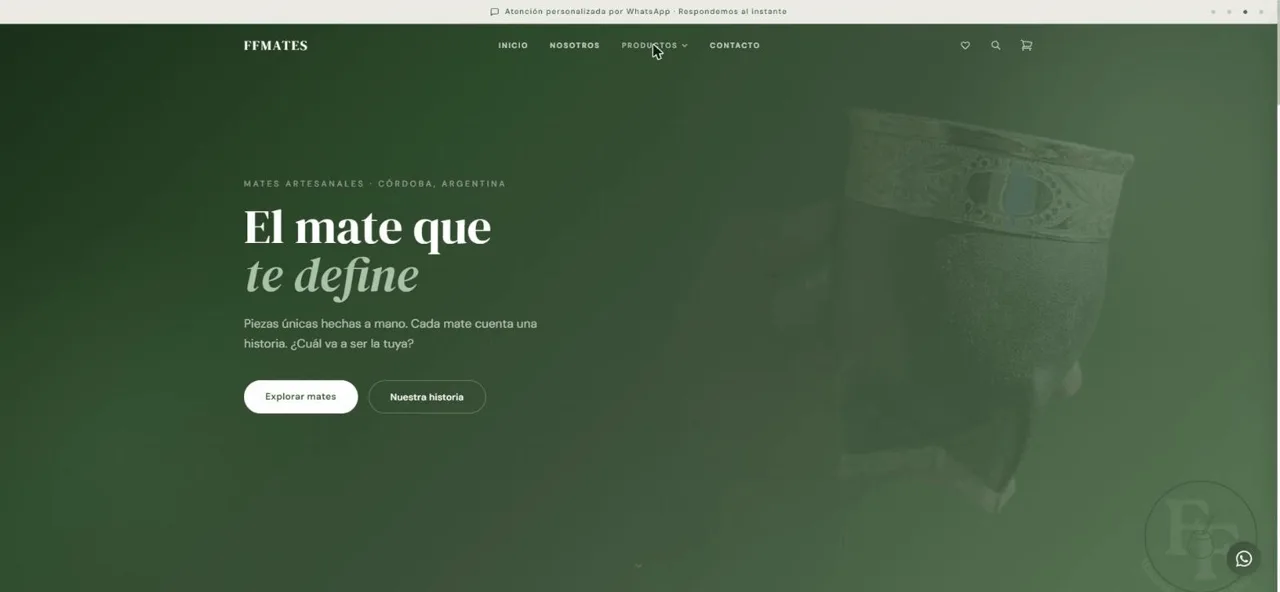 Atención personalizada por WhatsApp · Respondemos al instante
FFMATES
INICIO
NOSOTROS
PRODUCTOS
CONTACTO
MATES ARTESANALES · CÓRDOBA, ARGENTINA
El mate que
te define
Piezas únicas hechas a mano. Cada mate cuenta una
historia. ¿Cuál va a ser la tuya?
Explorar mates
Nuestra historia
FF